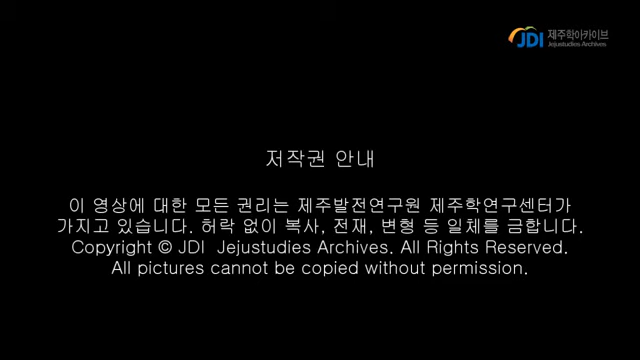 JDI 제주학아카이브
Jejustudies Archives
저작권 안내
이 영상에 대한 모든 권리는 제주발전연구원 제주학연구센터가
가지고 있습니다. 허락 없이 복사, 전재, 변형 등 일체를 금합니다.
Copyright © JDI Jejustudies Archives. All Rights Reserved.
All pictures cannot be copied without permission.